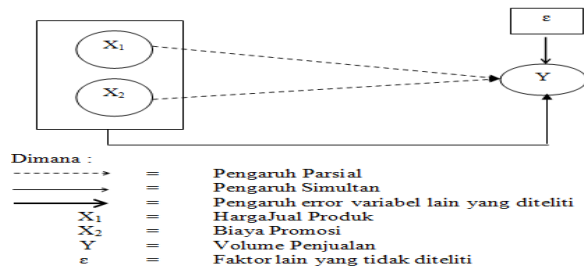 X₁
ε
X₂
Y
Dimana :
= Pengaruh Parsial
= Pengaruh Simultan
= Pengaruh error variabel lain yang diteliti
X₁ = HargaJual Produk
X₂ = Biaya Promosi
Y = Volume Penjualan
ε = Faktor lain yang tidak diteliti